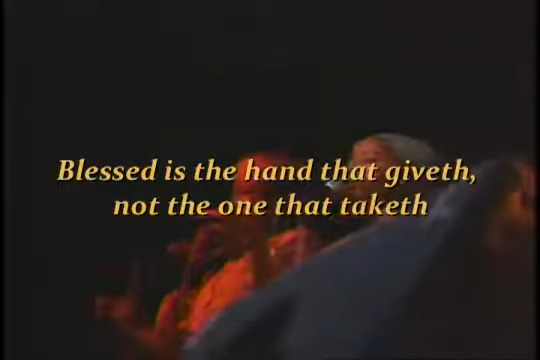 Blessed is the hand that giveth,
not the one that taketh